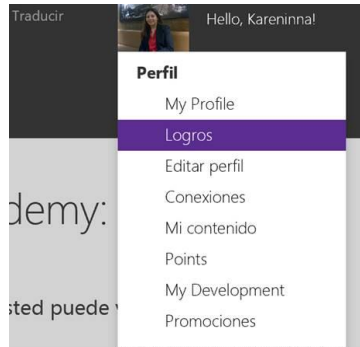 Traducir
Hello, Kareninna!
Perfil
My Profile
Logros
Editar perfil
demy:
Conexiones
Mi contenido
Points
My Development
sted puede
Promociones